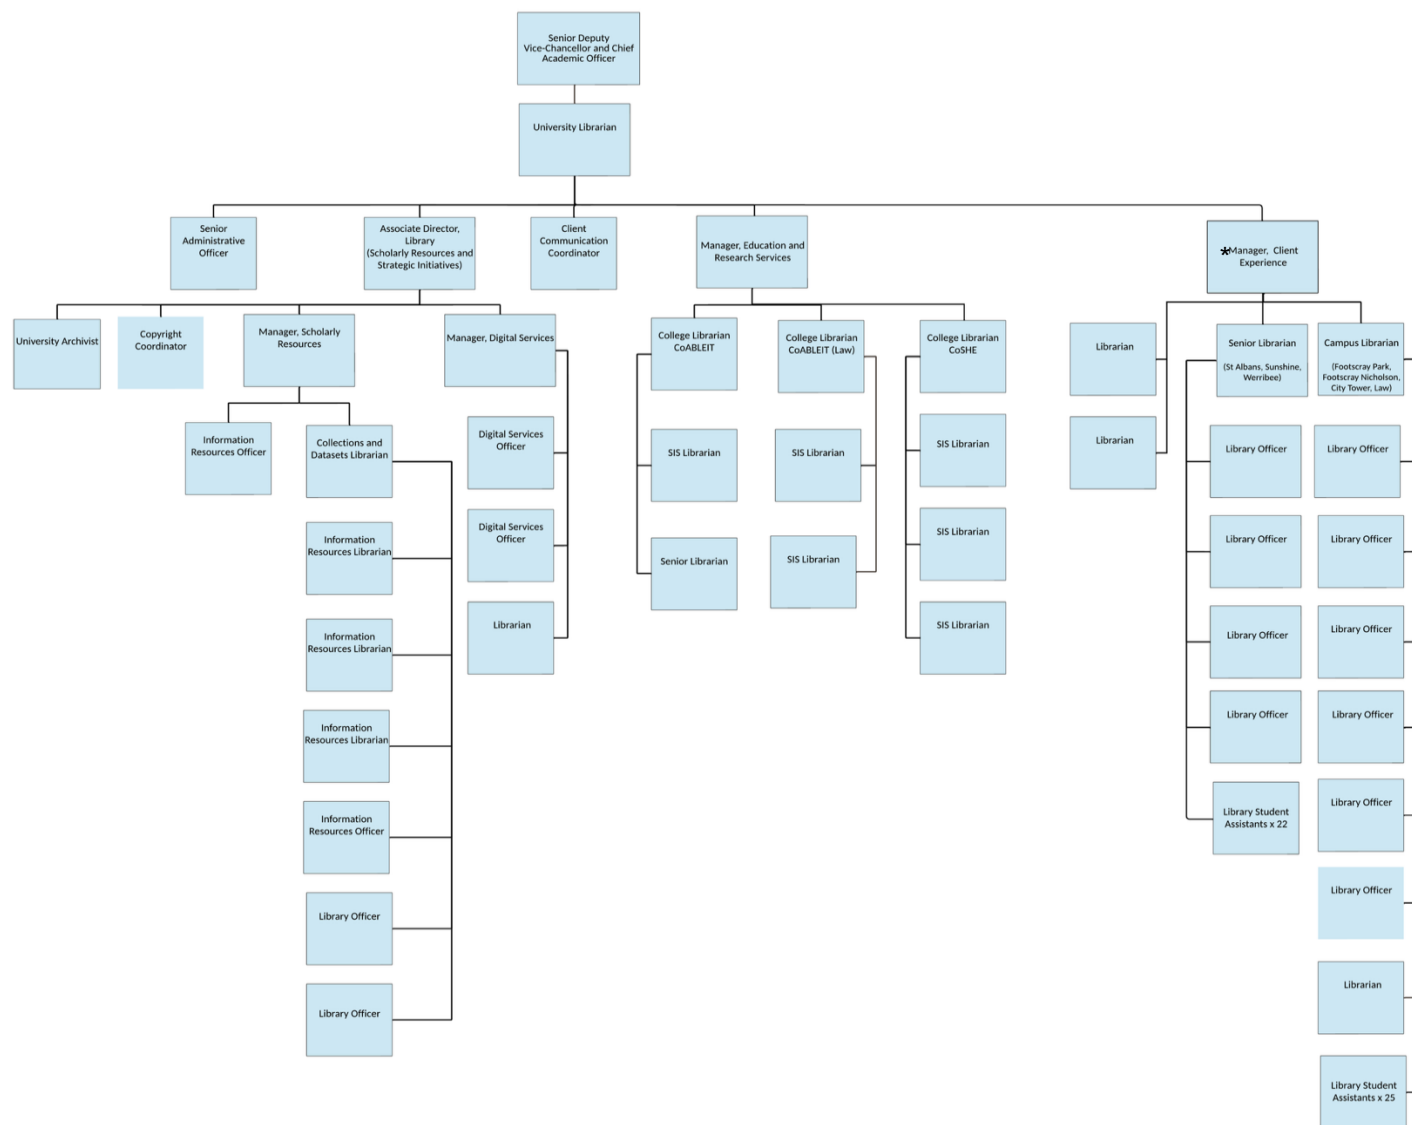 Senior Deputy
Vice-Chancellor and Chief
Academic Officer
University Librarian
Senior
Administrative
Officer
Associate Director,
Library
(Scholarly Resources and
Strategic Initiatives)
Client
Communication
Coordinator
Manager, Education and
Research Services
*Manager, Client
Experience
University Archivist
Copyright
Coordinator
Manager, Scholarly
Resources
Manager, Digital Services
College Librarian
CoABLEIT
College Librarian
CoABLEIT (Law)
College Librarian
CoSHE
Librarian
Senior Librarian
(St Albans, Sunshine,
Werribee)
Campus Librarian
(Footscray Park,
Footscray Nicholson,
City Tower, Law)
Information
Resources Officer
Collections and
Datasets Librarian
Digital Services
Officer
SIS Librarian
SIS Librarian
SIS Librarian
Librarian
Library Officer
Library Officer
Information
Resources Librarian
Digital Services
Officer
Senior Librarian
SIS Librarian
SIS Librarian
Library Officer
Library Officer
Information
Resources Librarian
Librarian
SIS Librarian
Library Officer
Library Officer
Information
Resources Librarian
Library Officer
Library Officer
Information
Resources Officer
Library Student
Assistants x 22
Library Officer
Library Officer
Library Officer
Library Officer
Librarian
Library Student
Assistants x 25